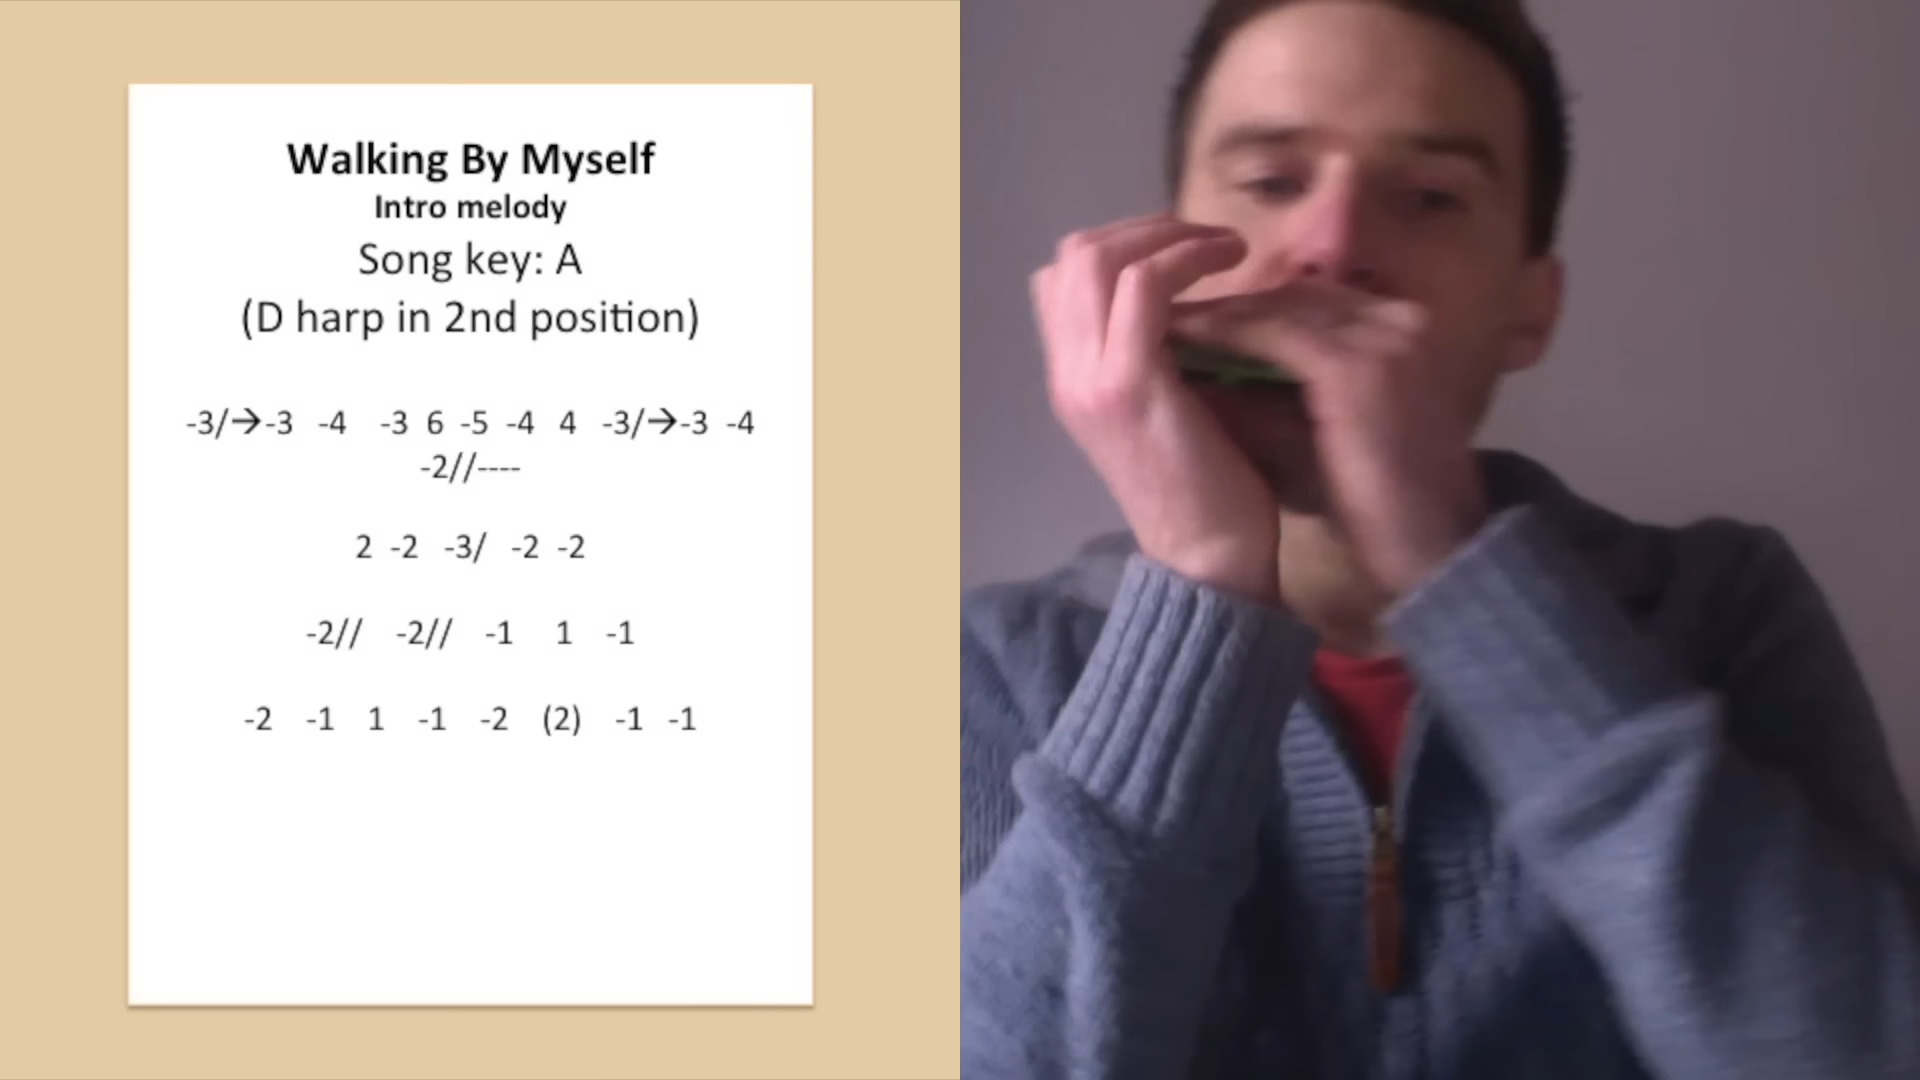 Walking By Myself
Intro melody
Song key: A
(D harp in 2nd position)
-3/→-3 -4 -3 6 -5 -4 4 -3/→-3 -4
-2//----
2 -2 -3/ -2 -2
-2// -2// -1 1 -1
-2 -1 1 -1 -2 (2) -1 -1